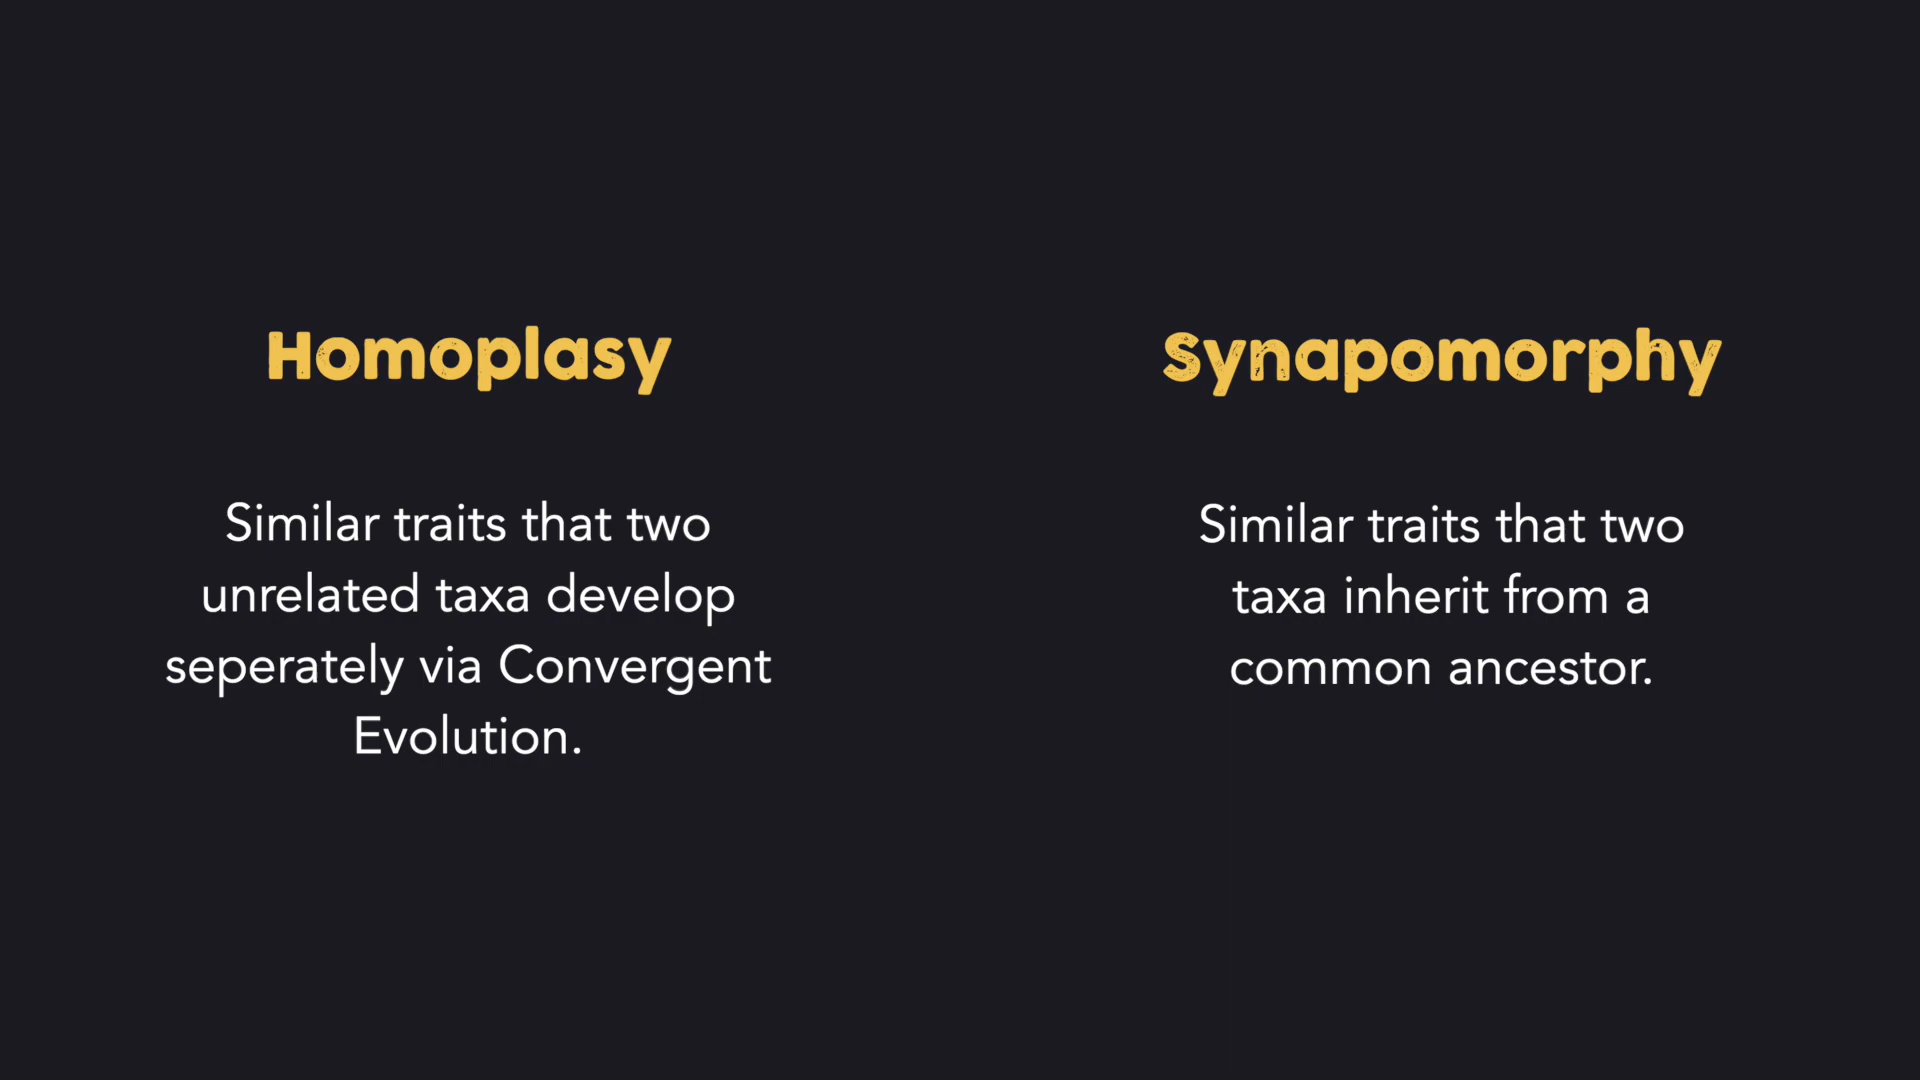 Homoplasy
Similar traits that two
unrelated taxa develop
seperately via Convergent
Evolution.
Synapomorphy
Similar traits that two
taxa inherit from a
common ancestor.